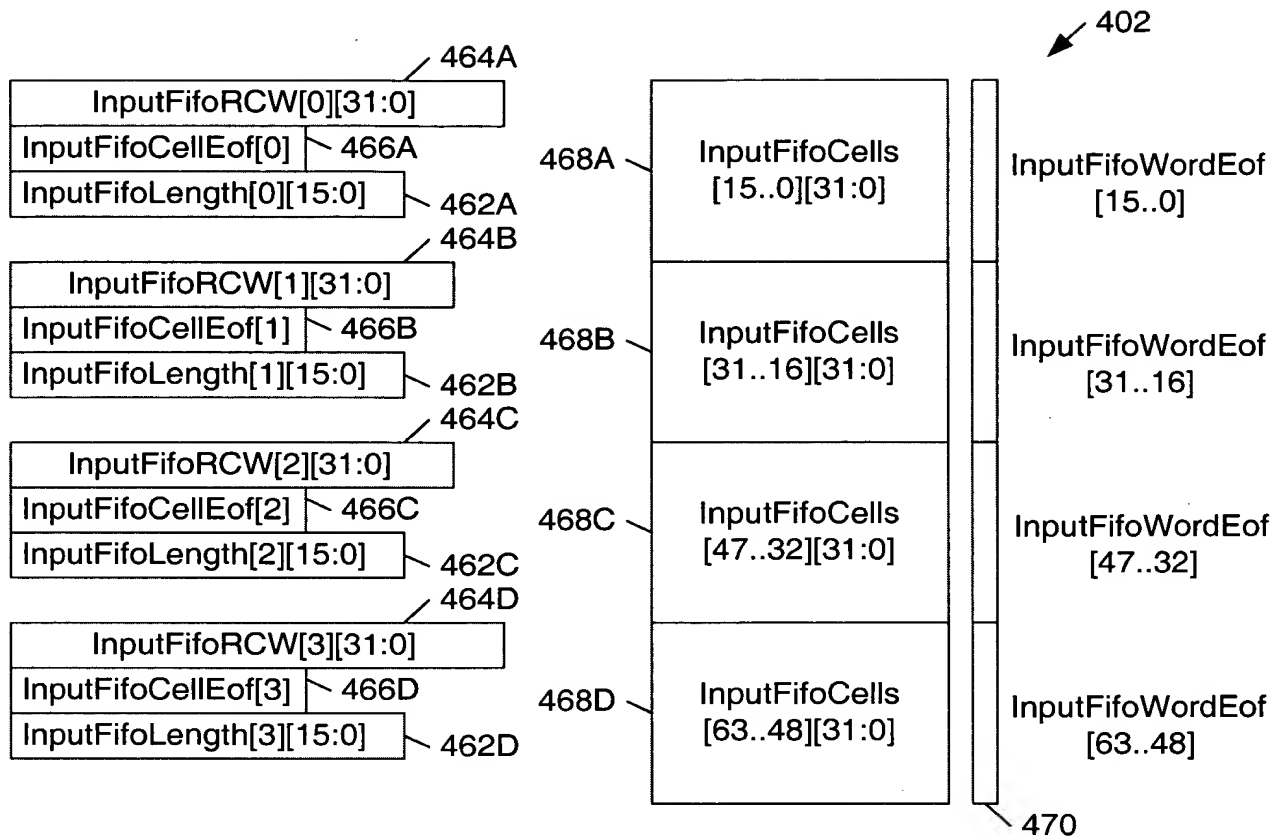 402
464A
InputFifoRCW[0][31:0]
InputFifoCellEof[0]
466A
InputFifoLength[0][15:0]
462A
464B
InputFifoRCW[1][31:0]
InputFifoCellEof[1]
466B
InputFifoLength[1][15:0]
462B
464C
InputFifoRCW[2][31:0]
InputFifoCellEof[2]
466C
InputFifoLength[2][15:0]
462C
464D
InputFifoRCW[3][31:0]
InputFifoCellEof[3]
466D
InputFifoLength[3][15:0]
462D
468A
InputFifoCells
[15..0][31:0]
468B
InputFifoCells
[31..16][31:0]
468C
InputFifoCells
[47..32][31:0]
468D
InputFifoCells
[63..48][31:0]
InputFifoWordEof
[15..0]
InputFifoWordEof
[31..16]
InputFifoWordEof
[47..32]
InputFifoWordEof
[63..48]
470